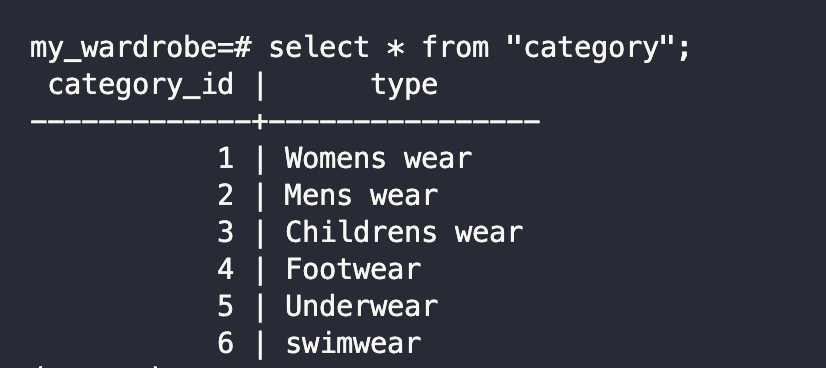 my_wardrobe=# select * from "category";
 category_id |      type
-------------+----------------
           1 | Womens wear
           2 | Mens wear
           3 | Childrens wear
           4 | Footwear
           5 | Underwear
           6 | swimwear